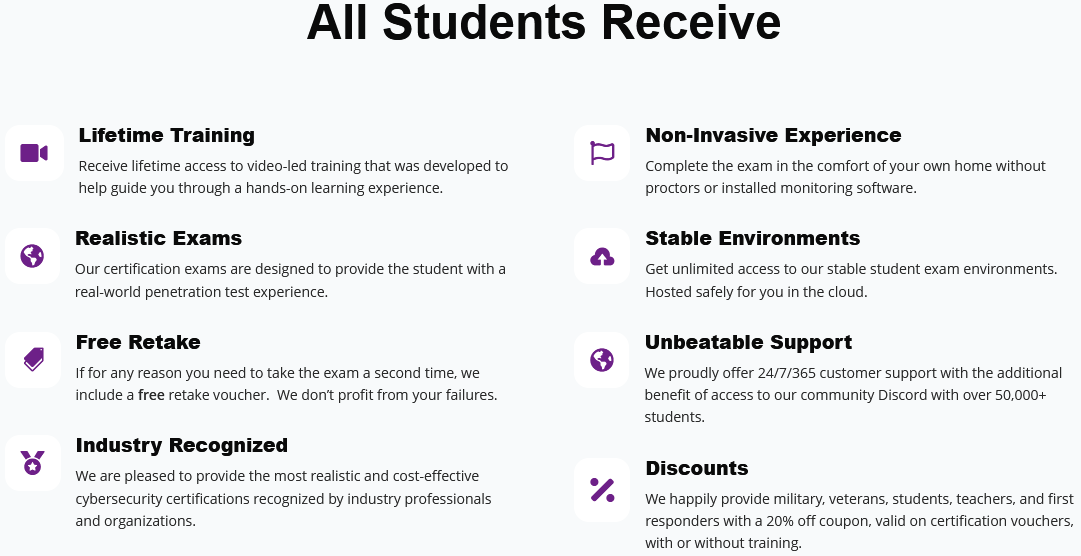 All Students Receive
Lifetime Training
Receive lifetime access to video-led training that was developed to
help guide you through a hands-on learning experience.
Realistic Exams
Our certification exams are designed to provide the student with a
real-world penetration test experience.
Free Retake
If for any reason you need to take the exam a second time, we
include a free retake voucher.  We don’t profit from your failures.
Industry Recognized
We are pleased to provide the most realistic and cost-effective
cybersecurity certifications recognized by industry professionals
and organizations.
Non-Invasive Experience
Complete the exam in the comfort of your own home without
proctors or installed monitoring software.
Stable Environments
Get unlimited access to our stable student exam environments.
Hosted safely for you in the cloud.
Unbeatable Support
We proudly offer 24/7/365 customer support with the additional
benefit of access to our community Discord with over 50,000+
students.
Discounts
We happily provide military, veterans, students, teachers, and first
responders with a 20% off coupon, valid on certification vouchers,
with or without training.